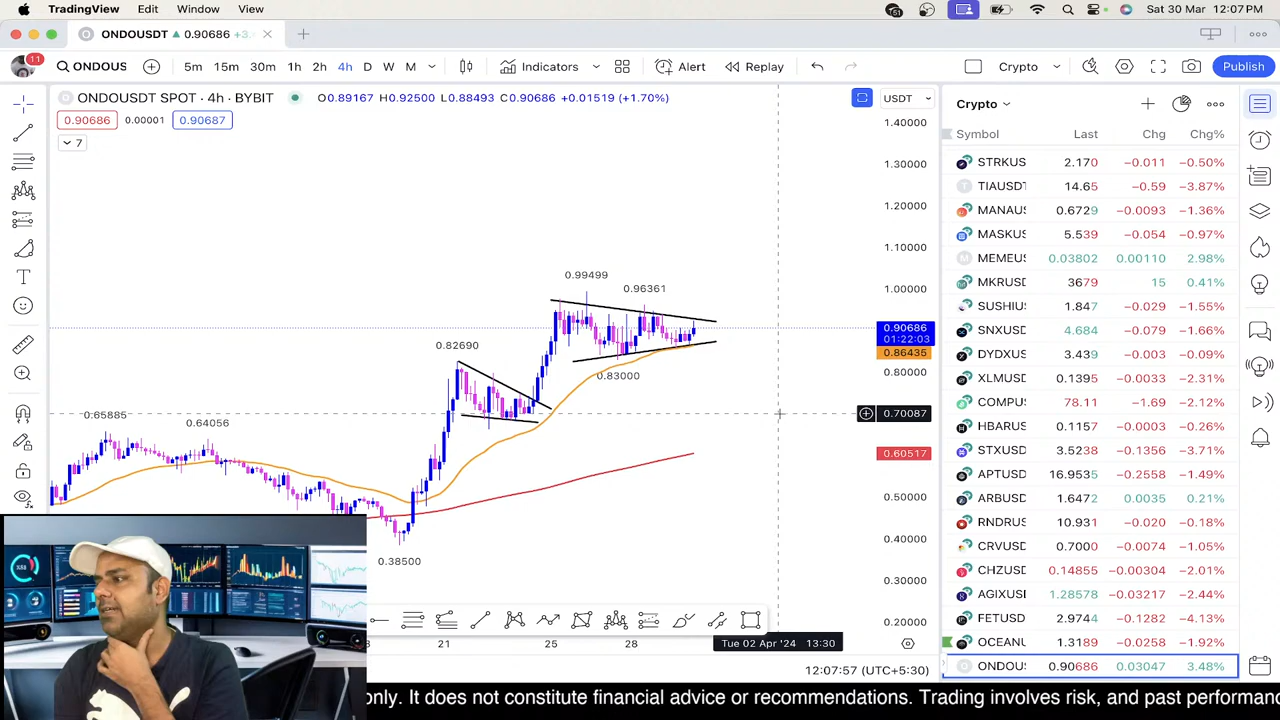 TradingView Edit Window View Sat 30 Mar 12:07 PM
ONDOUSDT ▲ 0.90686 +3.
11 ONDOUS 5m 15m 30m 1h 2h 4h D W M Indicators Alert Replay Crypto Publish
ONDOUSDT SPOT · 4h · BYBIT O0.89167 H0.92500 L0.88493 C0.90686 +0.01519 (+1.70%) USDT
0.90686 0.00001 0.90687
7
1.40000
1.30000
1.20000
1.10000
1.00000
0.90686
01:22:03
0.86435
0.80000
0.70087
0.60517
0.50000
0.40000
0.30000
0.20000
0.99499
0.96361
0.82690
0.83000
0.65885
0.64056
0.38500
21 25 28 Tue 02 Apr '24 13:30
12:07:57 (UTC+5:30)
Crypto
Symbol Last Chg Chg%
STRKUS 2.170 −0.011 −0.50%
TIAUSDT 14.65 −0.59 −3.87%
MANAUS 0.6729 −0.0093 −1.36%
MASKUS 5.539 −0.054 −0.97%
MEMEUS 0.03802 0.00110 2.98%
MKRUSD 3679 15 0.41%
SUSHIUS 1.847 −0.029 −1.55%
SNXUSD 4.684 −0.079 −1.66%
DYDXUS 3.439 −0.003 −0.09%
XLMUSD 0.1395 −0.0033 −2.31%
COMPU 78.11 −1.69 −2.12%
HBARUS 0.1157 −0.0003 −0.26%
STXUSD 3.5238 −0.1356 −3.71%
APTUSD 16.9535 −0.2558 −1.49%
ARBUSD 1.6472 0.0035 0.21%
RNDRUS 10.931 −0.020 −0.18%
CRVUSD 0.7000 −0.0074 −1.05%
CHZUSD 0.14855 −0.00304 −2.01%
AGIXUSD 1.28578 −0.03217 −2.44%
FETUSD 2.9744 −0.1282 −4.13%
OCEANU 1.3189 −0.0258 −1.92%
ONDOUS 0.90686 0.03047 3.48%
only. It does not constitute financial advice or recommendations. Trading involves risk, and past performanc